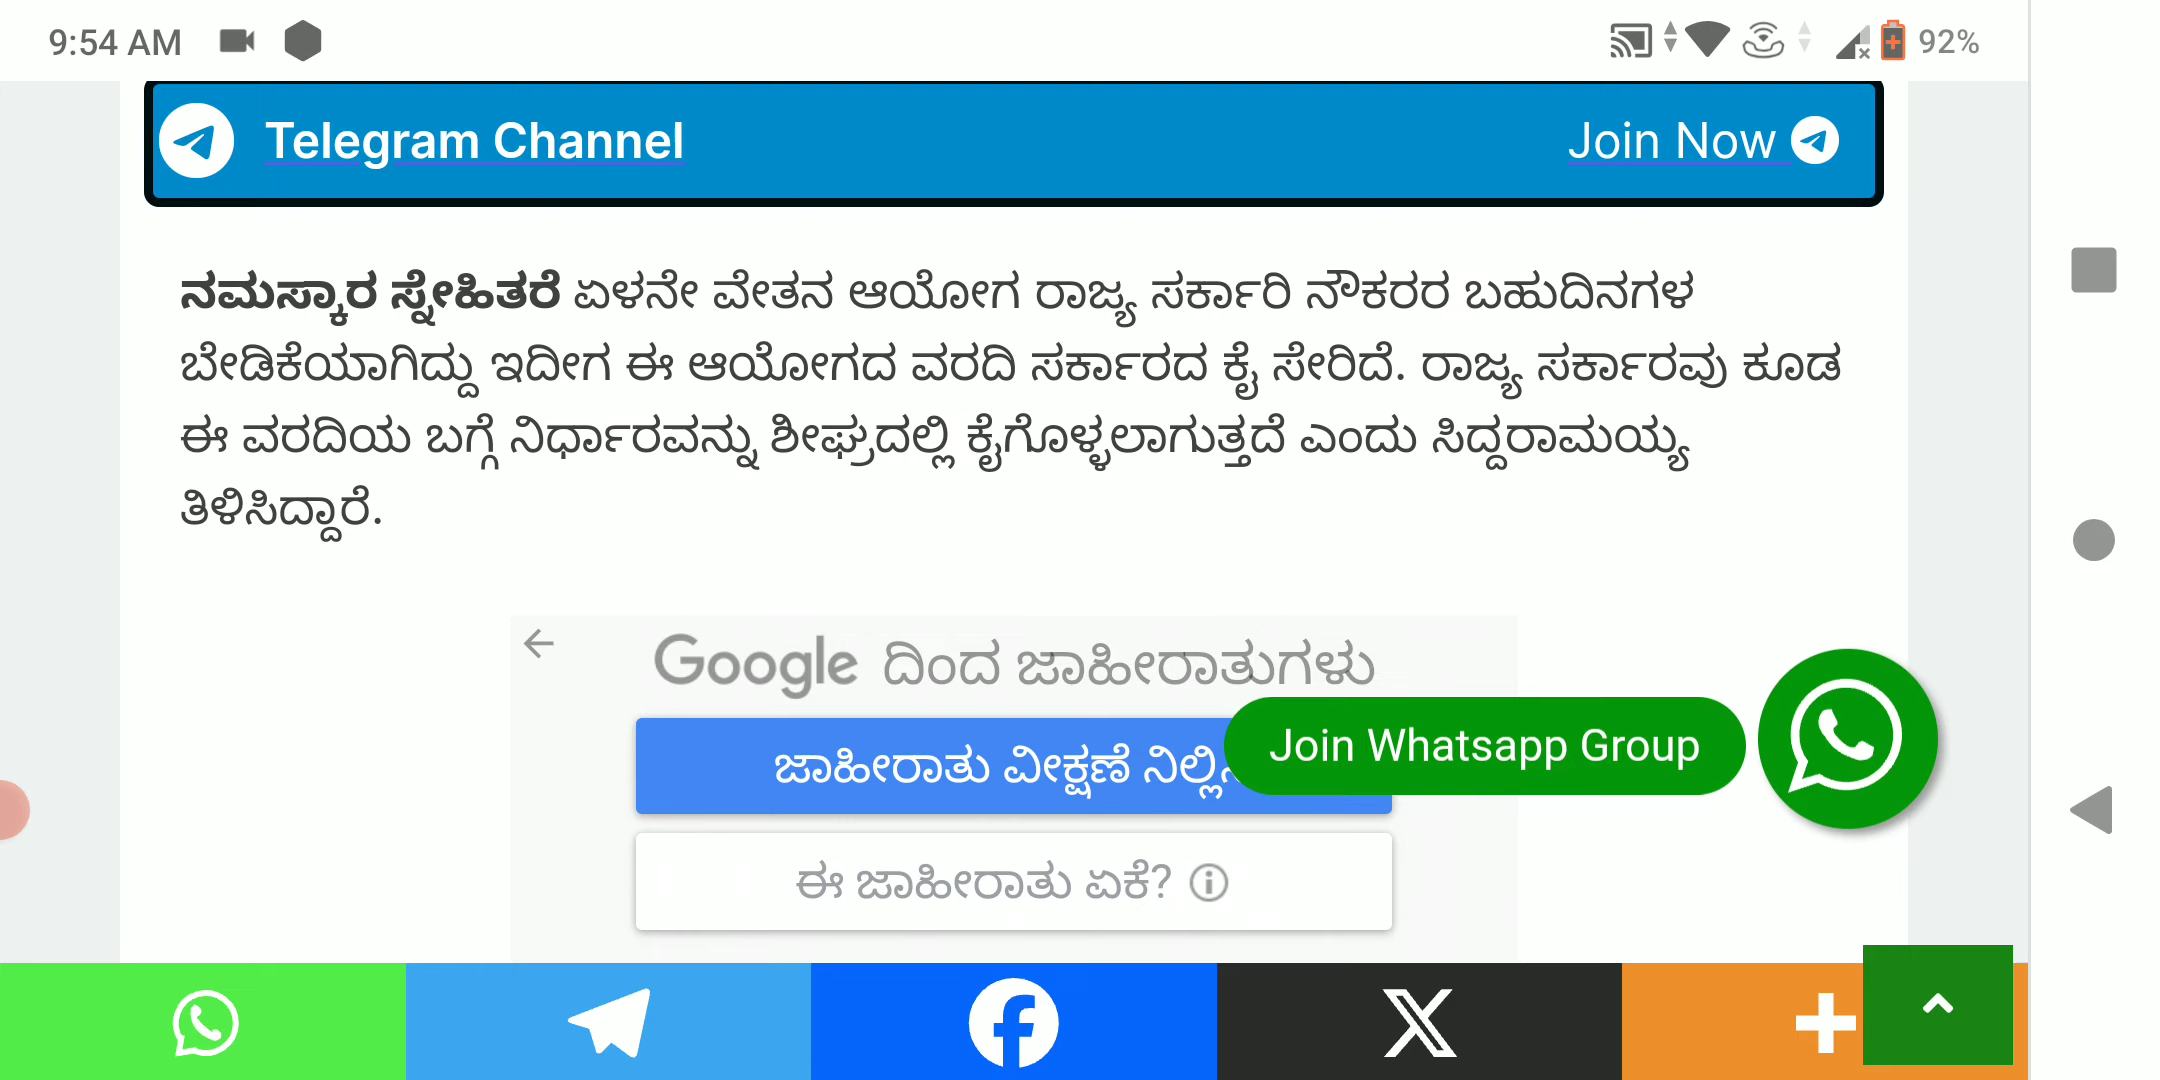 9:54 AM 92%
Telegram Channel Join Now
ನಮಸ್ಕಾರ ಸ್ನೇಹಿತರೆ ಏಳನೇ ವೇತನ ಆಯೋಗ ರಾಜ್ಯ ಸರ್ಕಾರಿ ನೌಕರರ ಬಹುದಿನಗಳ
ಬೇಡಿಕೆಯಾಗಿದ್ದು ಇದೀಗ ಈ ಆಯೋಗದ ವರದಿ ಸರ್ಕಾರದ ಕೈ ಸೇರಿದೆ. ರಾಜ್ಯ ಸರ್ಕಾರವು ಕೂಡ
ಈ ವರದಿಯ ಬಗ್ಗೆ ನಿರ್ಧಾರವನ್ನು ಶೀಘ್ರದಲ್ಲಿ ಕೈಗೊಳ್ಳಲಾಗುತ್ತದೆ ಎಂದು ಸಿದ್ದರಾಮಯ್ಯ
ತಿಳಿಸಿದ್ದಾರೆ.
Google ದಿಂದ ಜಾಹೀರಾತುಗಳು
ಜಾಹೀರಾತು ವೀಕ್ಷಣೆ
Join Whatsapp Group
ಈ ಜಾಹೀರಾತು ಏಕೆ?